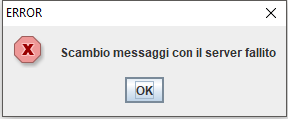 ERROR
Scambio messaggi con il server fallito
OK